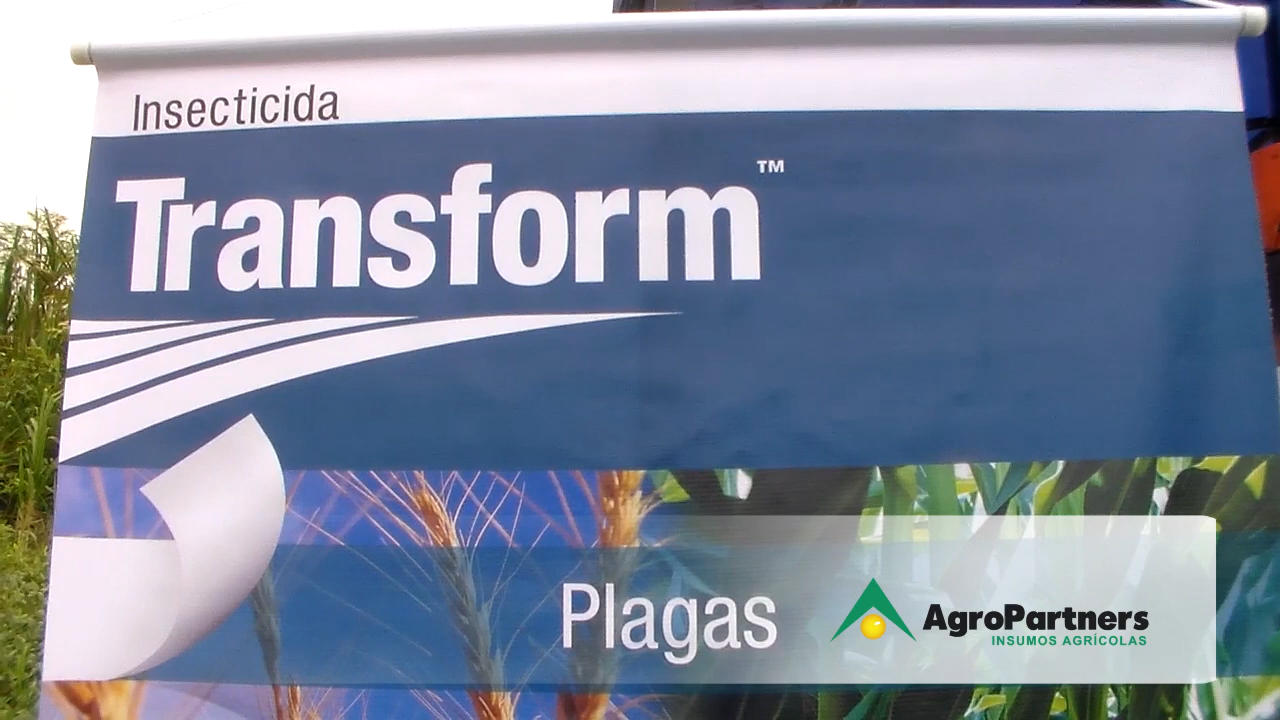 Insecticida
Transform™
Plagas
AgroPartners
INSUMOS AGRÍCOLAS